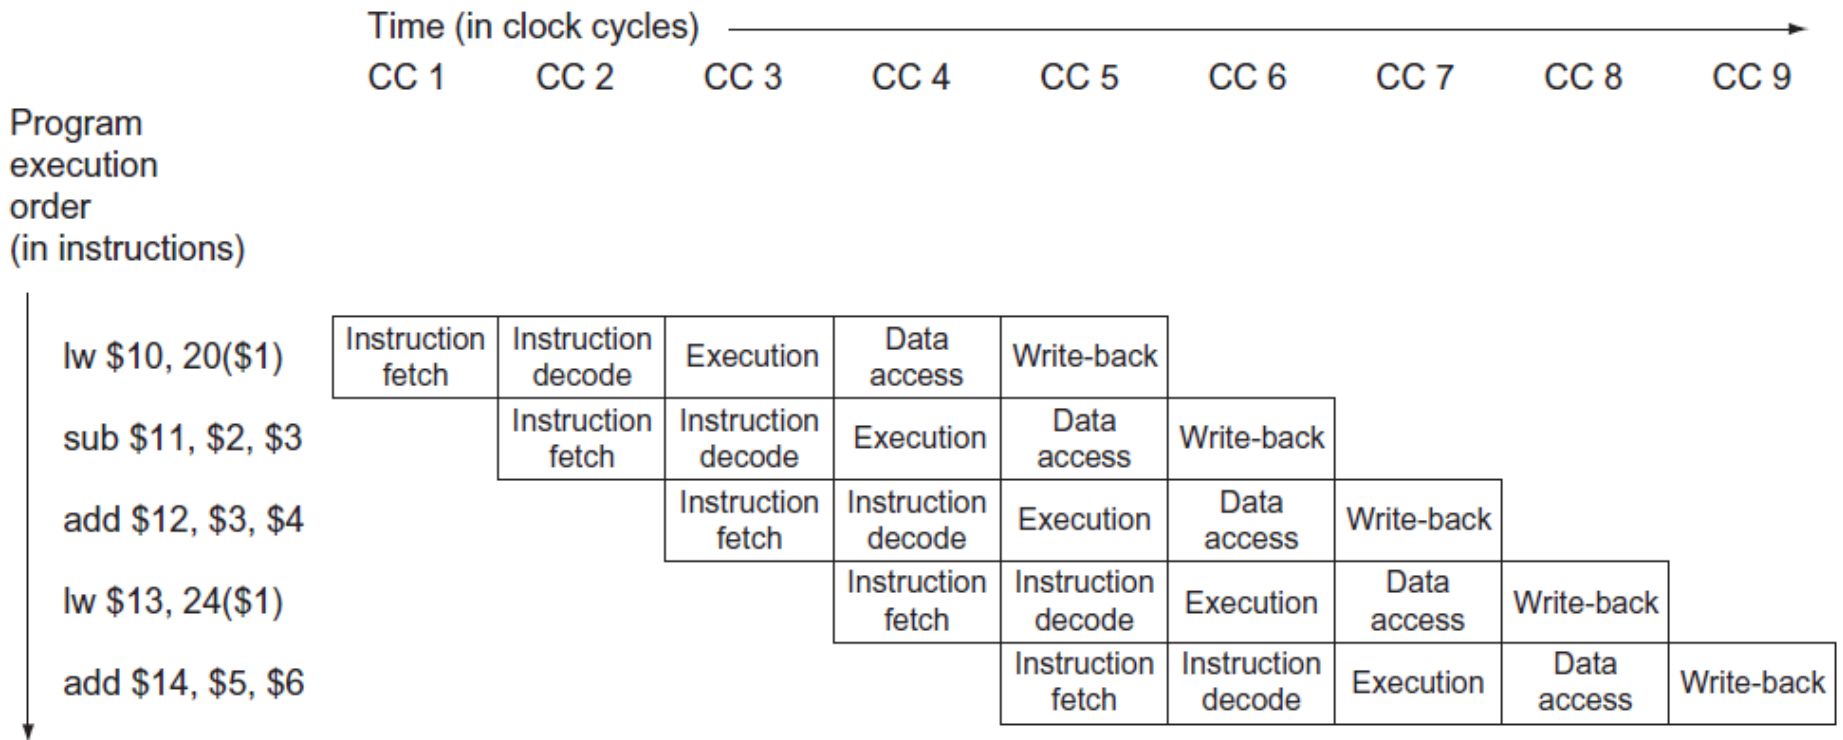 Time (in clock cycles)
CC 1 CC 2 CC 3 CC 4 CC 5 CC 6 CC 7 CC 8 CC 9
Program
execution
order
(in instructions)
lw $10, 20($1)
Instruction
fetch
Instruction
decode
Execution
Data
access
Write-back
sub $11, $2, $3
Instruction
fetch
Instruction
decode
Execution
Data
access
Write-back
add $12, $3, $4
Instruction
fetch
Instruction
decode
Execution
Data
access
Write-back
lw $13, 24($1)
Instruction
fetch
Instruction
decode
Execution
Data
access
Write-back
add $14, $5, $6
Instruction
fetch
Instruction
decode
Execution
Data
access
Write-back